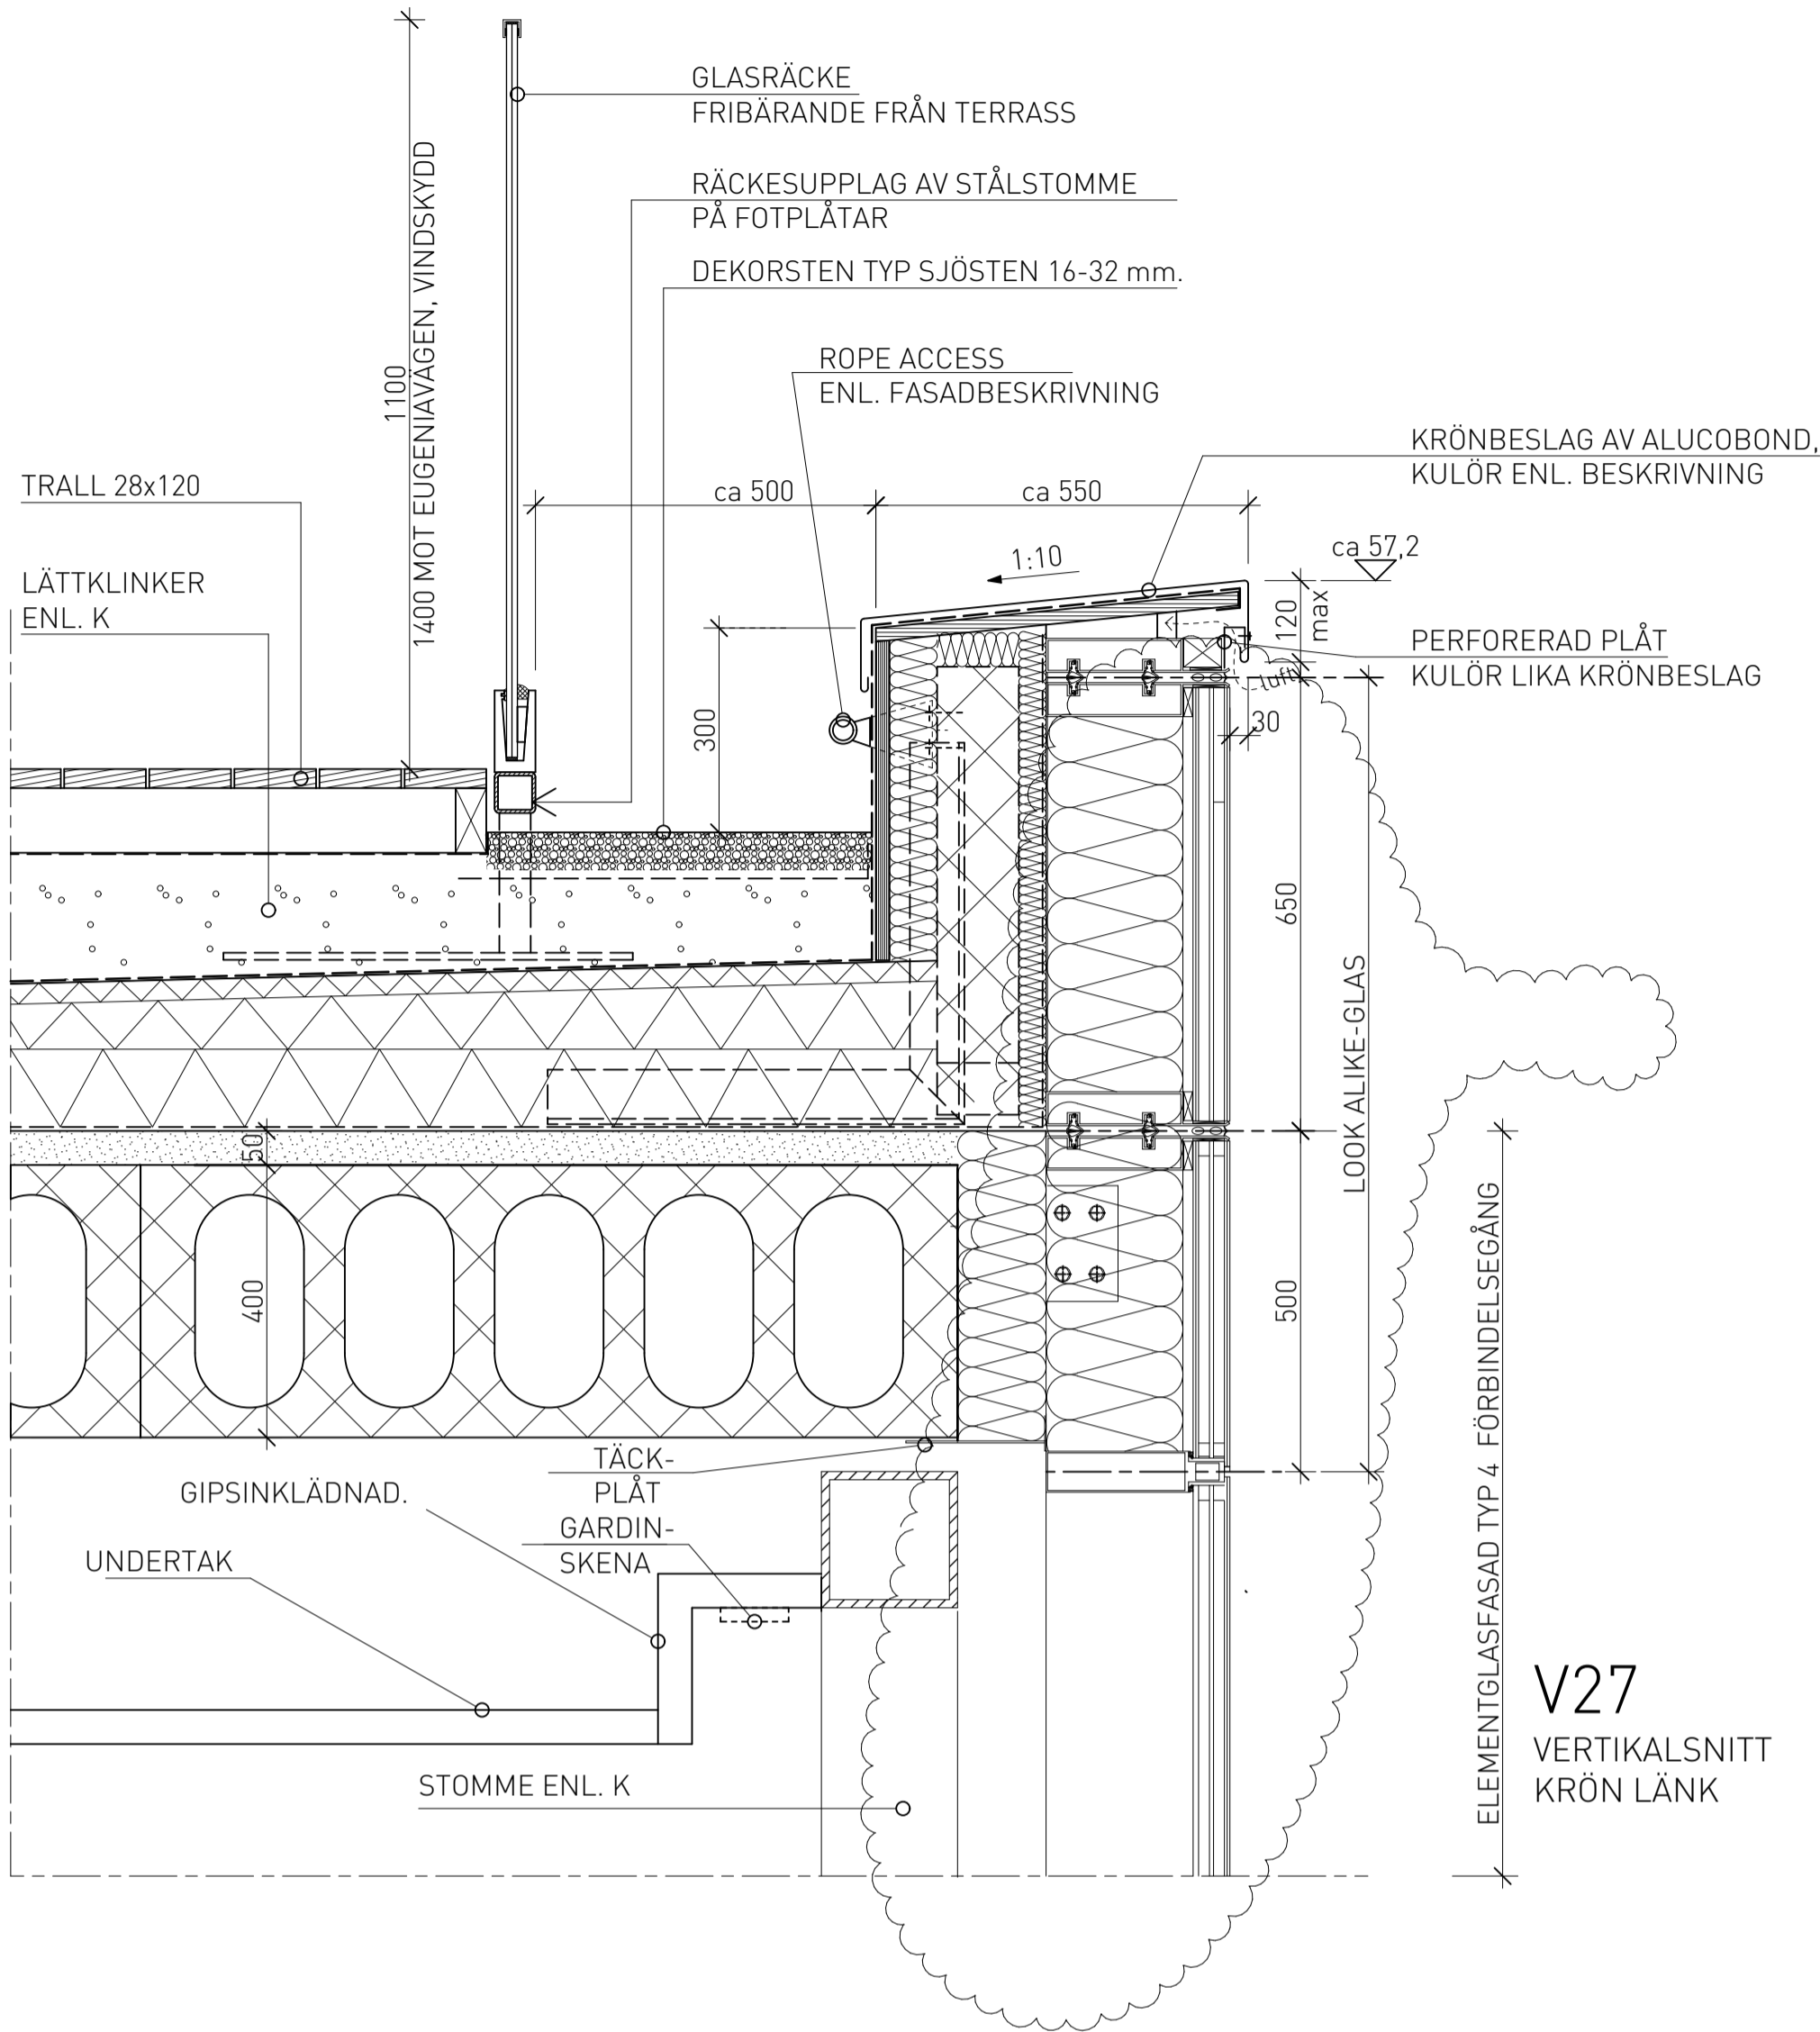 GLASRÄCKE
FRIBÄRANDE FRÅN TERRASS
RÄCKESUPPLAG AV STÅLSTOMME
PÅ FOTPLÅTAR
DEKORSTEN TYP SJÖSTEN 16-32 mm.
ROPE ACCESS
ENL. FASADBESKRIVNING
KRÖNBESLAG AV ALUCOBOND,
KULÖR ENL. BESKRIVNING
1100
1400 MOT EUGENIAVÄGEN, VINDSKYDD
TRALL 28x120
ca 500
ca 550
1:10
ca 57,2
LÄTTKLINKER
ENL. K
120
max
PERFORERAD PLÅT
KULÖR LIKA KRÖNBESLAG
luft
300
30
650
LOOK ALIKE-GLAS
50
400
500
ELEMENTGLASFASAD TYP 4 FÖRBINDELSEGÅNG
TÄCK-
PLÅT
GIPSINKLÄDNAD.
GARDIN-
SKENA
UNDERTAK
STOMME ENL. K
V27
VERTIKALSNITT
KRÖN LÄNK